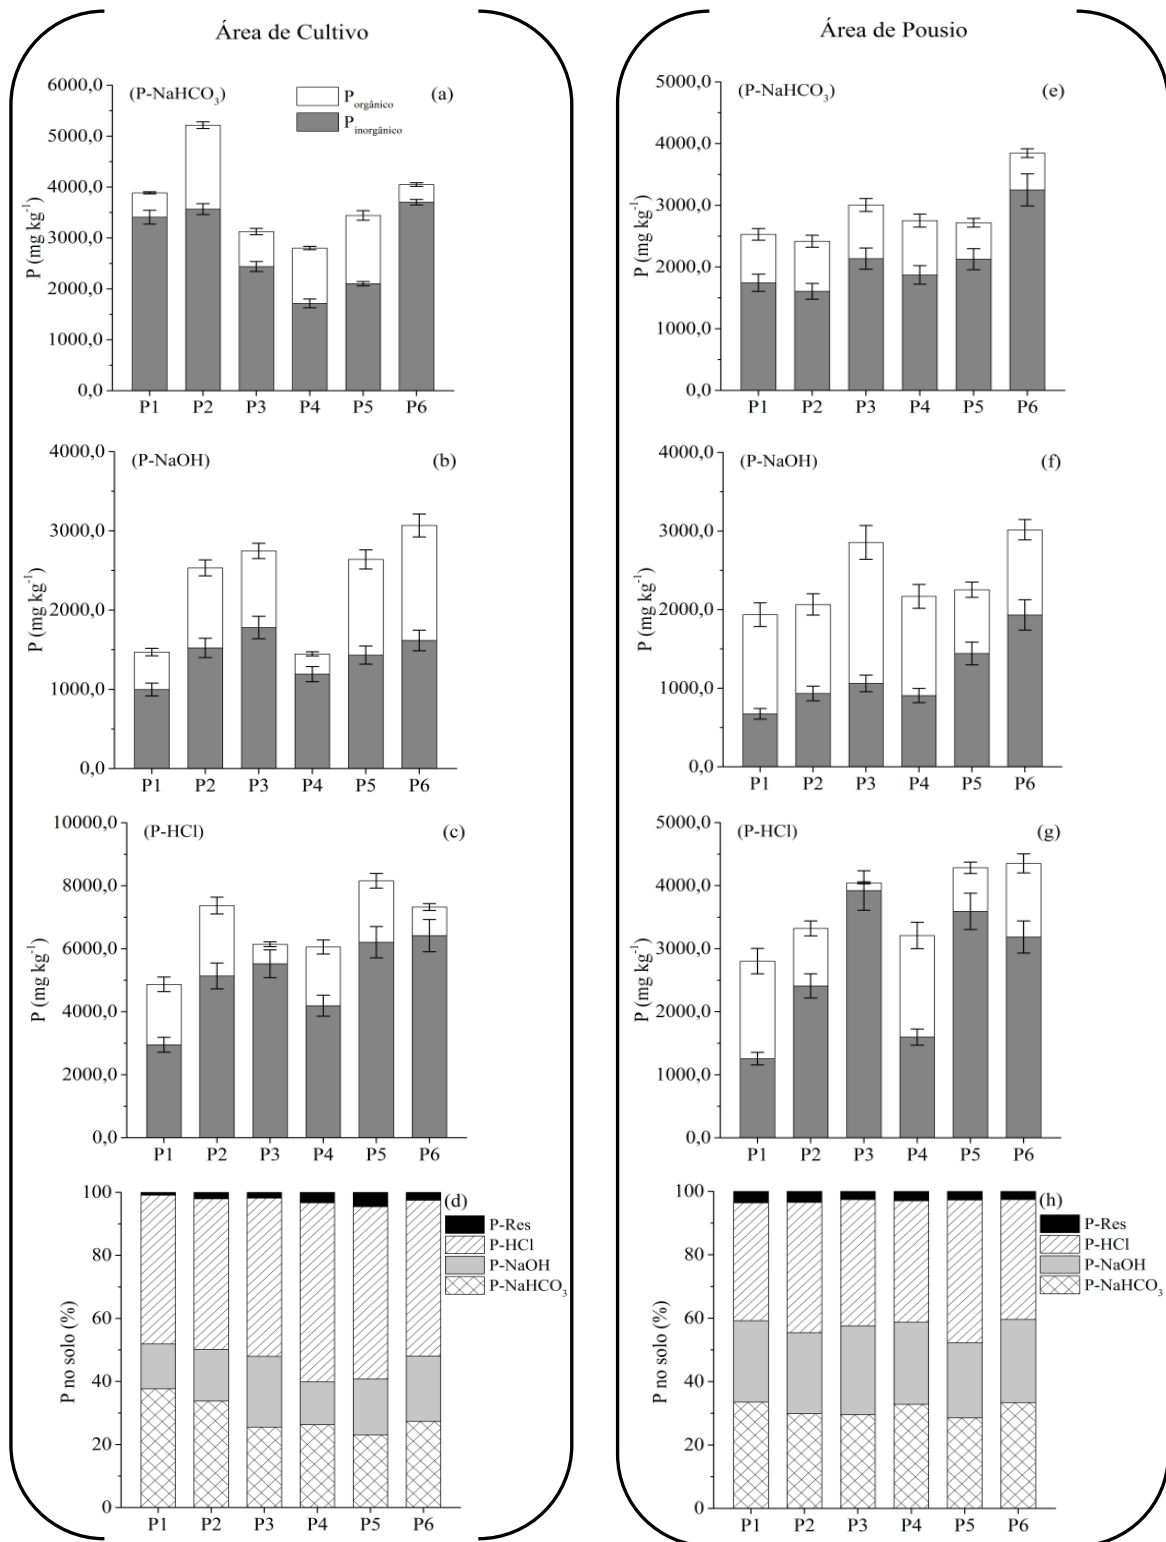 Área de Cultivo
(P-NaHCO₃)
(a)
P orgânico
P inorgânico
6000,0
5000,0
4000,0
3000,0
2000,0
1000,0
0,0
P (mg kg⁻¹)
P1 P2 P3 P4 P5 P6
(P-NaOH)
(b)
4000,0
3000,0
2000,0
1000,0
0,0
P (mg kg⁻¹)
P1 P2 P3 P4 P5 P6
(P-HCl)
(c)
10000,0
8000,0
6000,0
4000,0
2000,0
0,0
P (mg kg⁻¹)
P1 P2 P3 P4 P5 P6
(d)
P-Res
P-HCl
P-NaOH
P-NaHCO₃
100
80
60
40
20
0
P no solo (%)
P1 P2 P3 P4 P5 P6
Área de Pousio
(P-NaHCO₃)
(e)
5000,0
4000,0
3000,0
2000,0
1000,0
0,0
P (mg kg⁻¹)
P1 P2 P3 P4 P5 P6
(P-NaOH)
(f)
4000,0
3000,0
2000,0
1000,0
0,0
P (mg kg⁻¹)
P1 P2 P3 P4 P5 P6
(P-HCl)
(g)
5000,0
4000,0
3000,0
2000,0
1000,0
0,0
P (mg kg⁻¹)
P1 P2 P3 P4 P5 P6
(h)
P-Res
P-HCl
P-NaOH
P-NaHCO₃
100
80
60
40
20
0
P no solo (%)
P1 P2 P3 P4 P5 P6